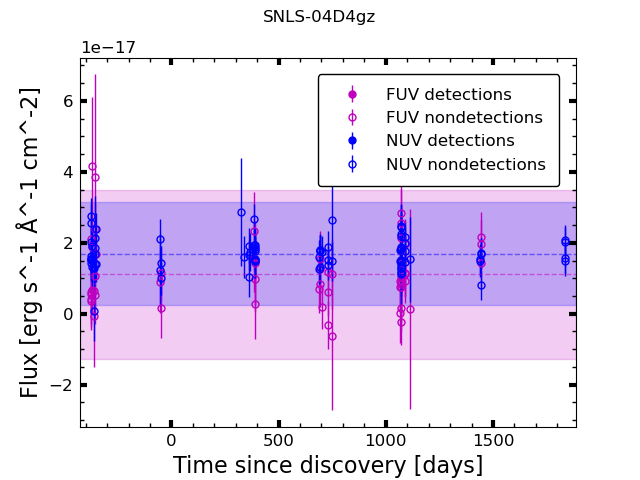 SNLS-04D4gz
1e−17
FUV detections
FUV nondetections
NUV detections
NUV nondetections
6
4
2
0
−2
Flux [erg s^-1 Å^-1 cm^-2]
0 500 1000 1500
Time since discovery [days]